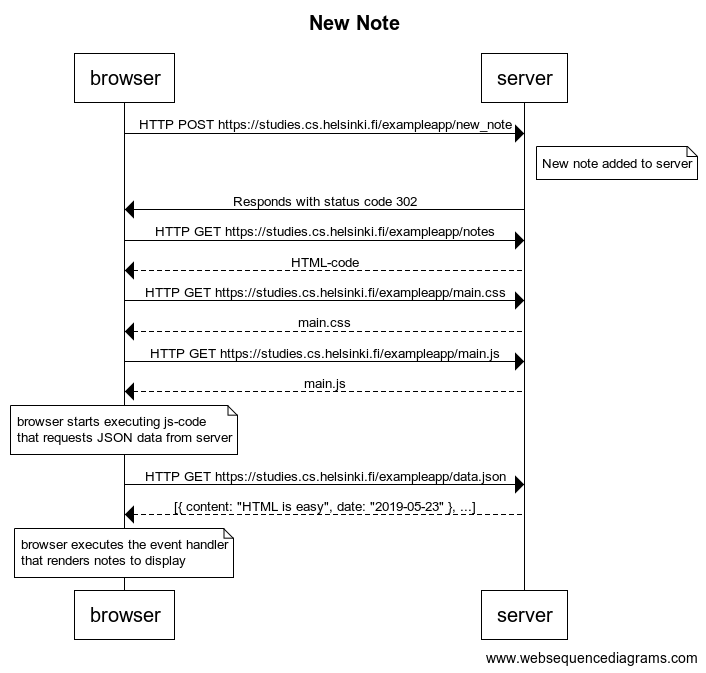 New Note
browser
server
HTTP POST https://studies.cs.helsinki.fi/exampleapp/new_note
New note added to server
Responds with status code 302
HTTP GET https://studies.cs.helsinki.fi/exampleapp/notes
HTML-code
HTTP GET https://studies.cs.helsinki.fi/exampleapp/main.css
main.css
HTTP GET https://studies.cs.helsinki.fi/exampleapp/main.js
main.js
browser starts executing js-code
that requests JSON data from server
HTTP GET https://studies.cs.helsinki.fi/exampleapp/data.json
[{ content: "HTML is easy", date: "2019-05-23" }, ...]
browser executes the event handler
that renders notes to display
browser
server
www.websequencediagrams.com